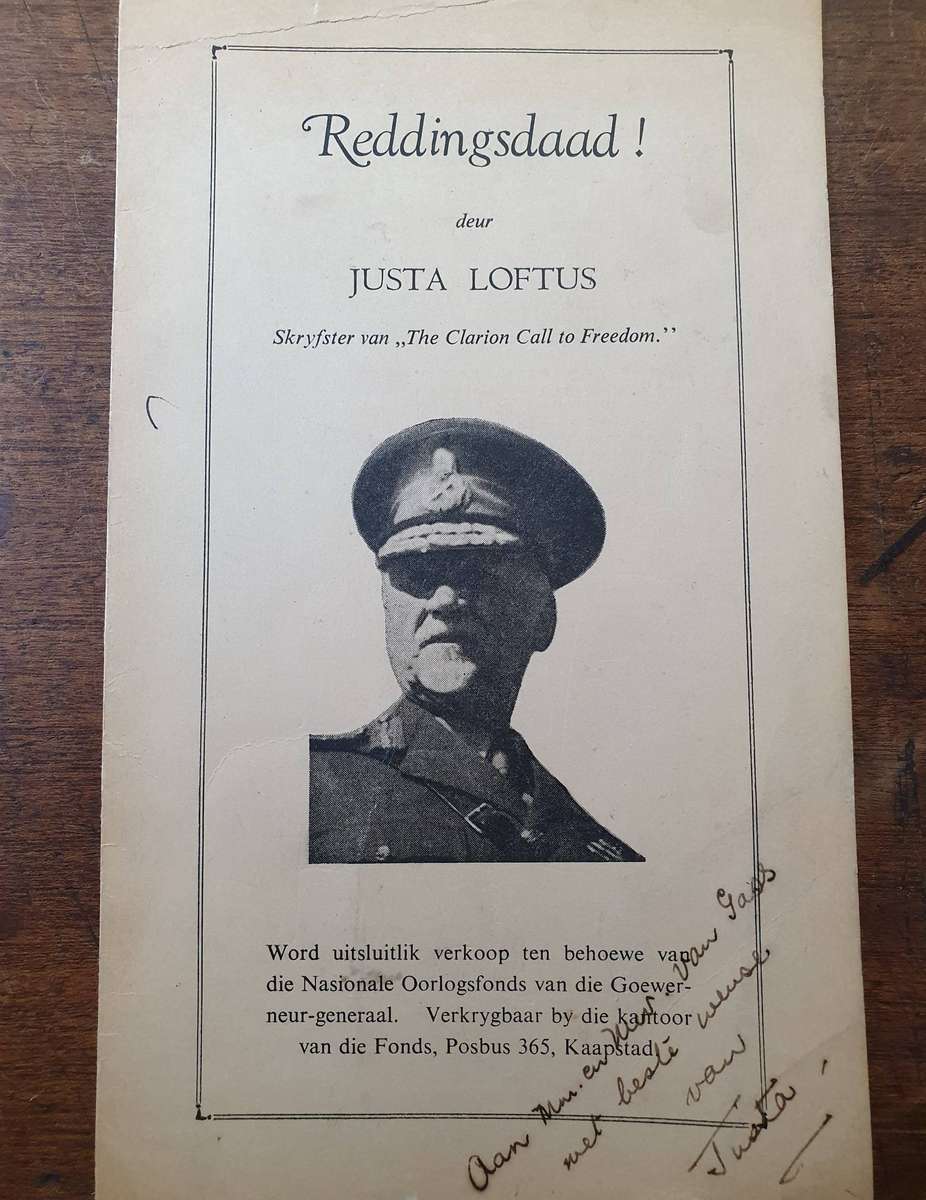 Reddingsdaad !
deur
JUSTA LOFTUS
Skryfster van „The Clarion Call to Freedom.’’
Word uitsluitlik verkoop ten behoewe van
die Nasionale Oorlogsfonds van die Goewer-
neur-generaal. Verkrygbaar by die kantoor
van die Fonds, Posbus 365, Kaapstad.
Aan Mnr. en Mev. van
met beste wense
van
Justa